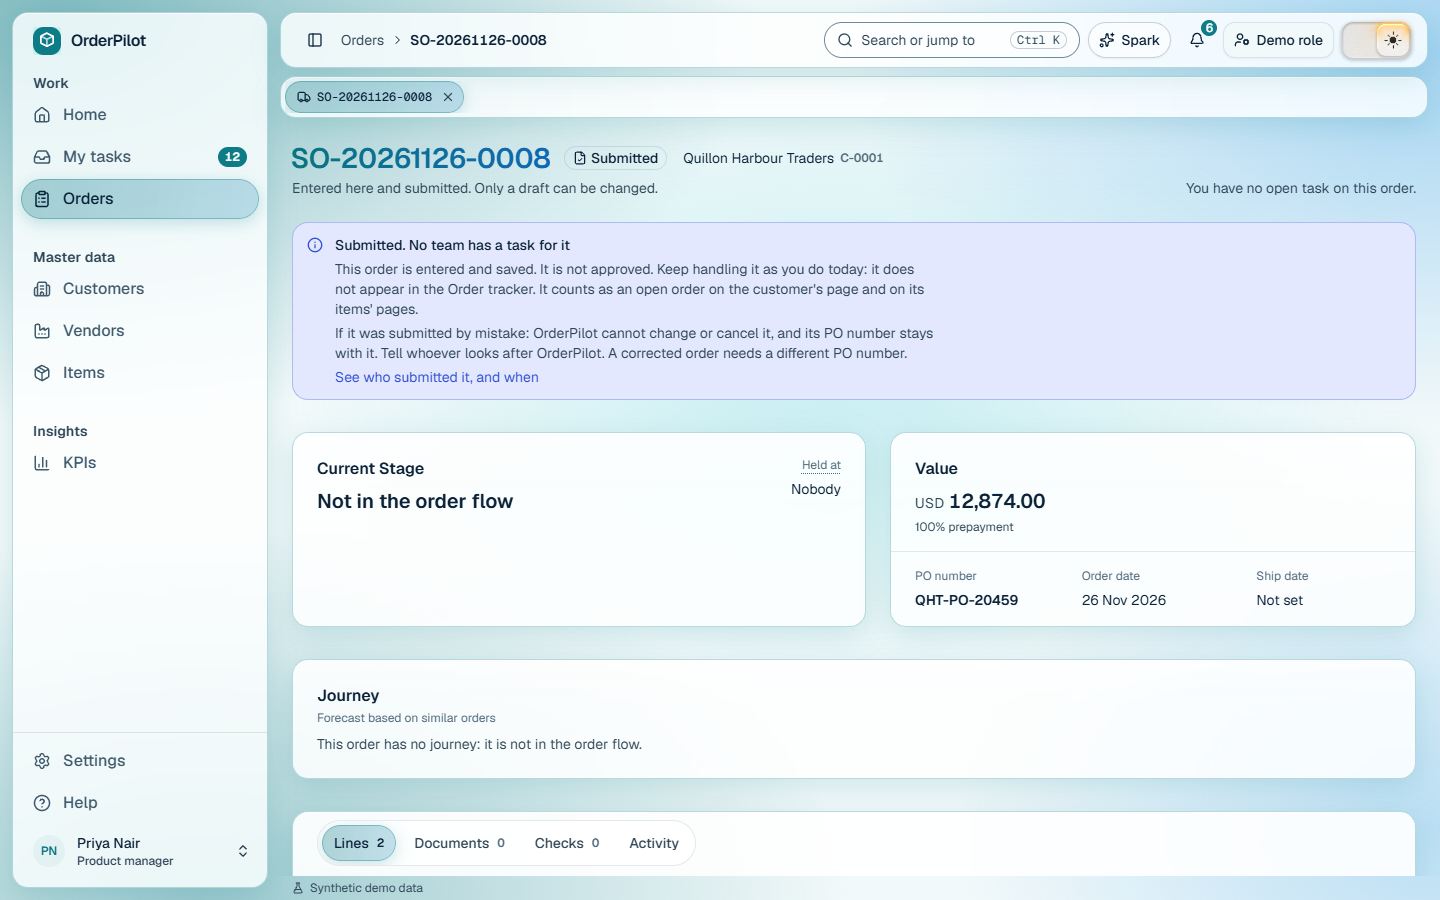 OrderPilot
Work
Home
My tasks 12
Orders
Master data
Customers
Vendors
Items
Insights
KPIs
Settings
Help
PN
Priya Nair
Product manager
Orders > SO-20261126-0008
Search or jump to Ctrl K
Spark
6
Demo role
SO-20261126-0008
SO-20261126-0008 Submitted Quillon Harbour Traders C-0001
Entered here and submitted. Only a draft can be changed.
You have no open task on this order.
Submitted. No team has a task for it
This order is entered and saved. It is not approved. Keep handling it as you do today: it does
not appear in the Order tracker. It counts as an open order on the customer's page and on its
items' pages.
If it was submitted by mistake: OrderPilot cannot change or cancel it, and its PO number stays
with it. Tell whoever looks after OrderPilot. A corrected order needs a different PO number.
See who submitted it, and when
Current Stage
Not in the order flow
Held at
Nobody
Value
USD 12,874.00
100% prepayment
PO number
QHT-PO-20459
Order date
26 Nov 2026
Ship date
Not set
Journey
Forecast based on similar orders
This order has no journey: it is not in the order flow.
Lines 2 Documents 0 Checks 0 Activity
Synthetic demo data